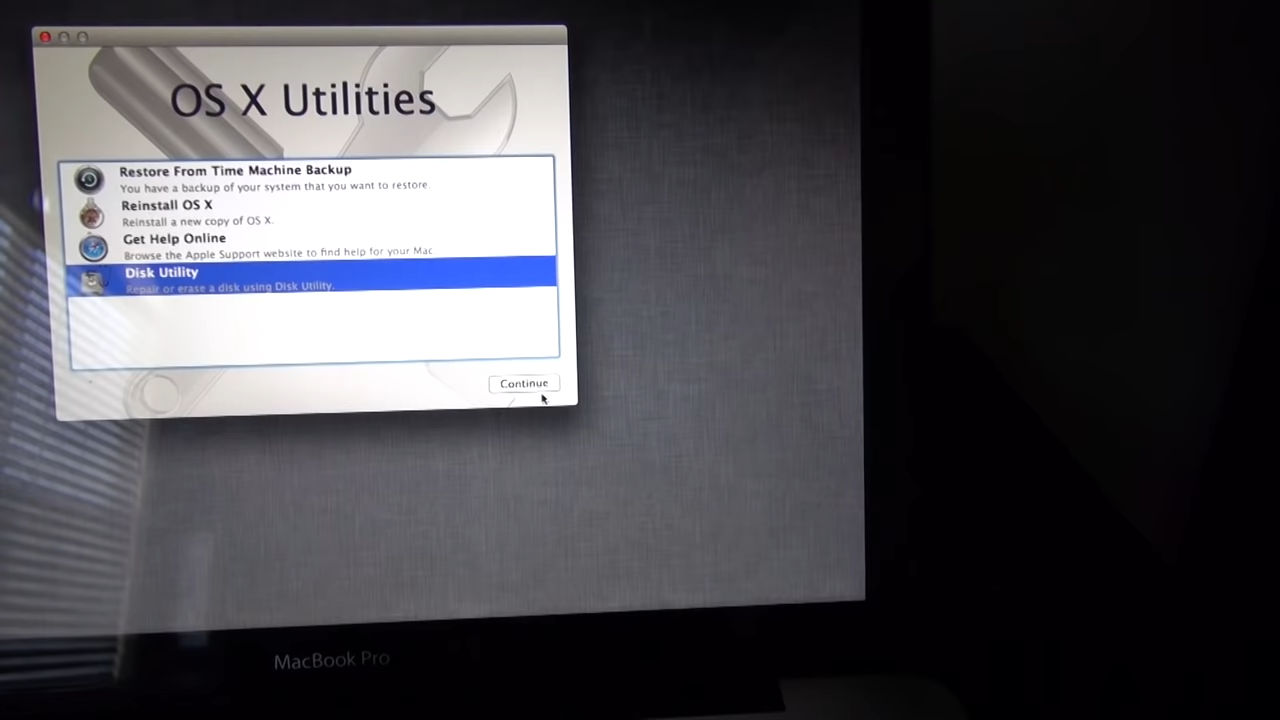 OS X Utilities
Restore From Time Machine Backup
You have a backup of your system that you want to restore.
Reinstall OS X
Reinstall a new copy of OS X.
Get Help Online
Browse the Apple Support website to find help for your Mac.
Disk Utility
Repair or erase a disk using Disk Utility.
Continue
MacBook Pro